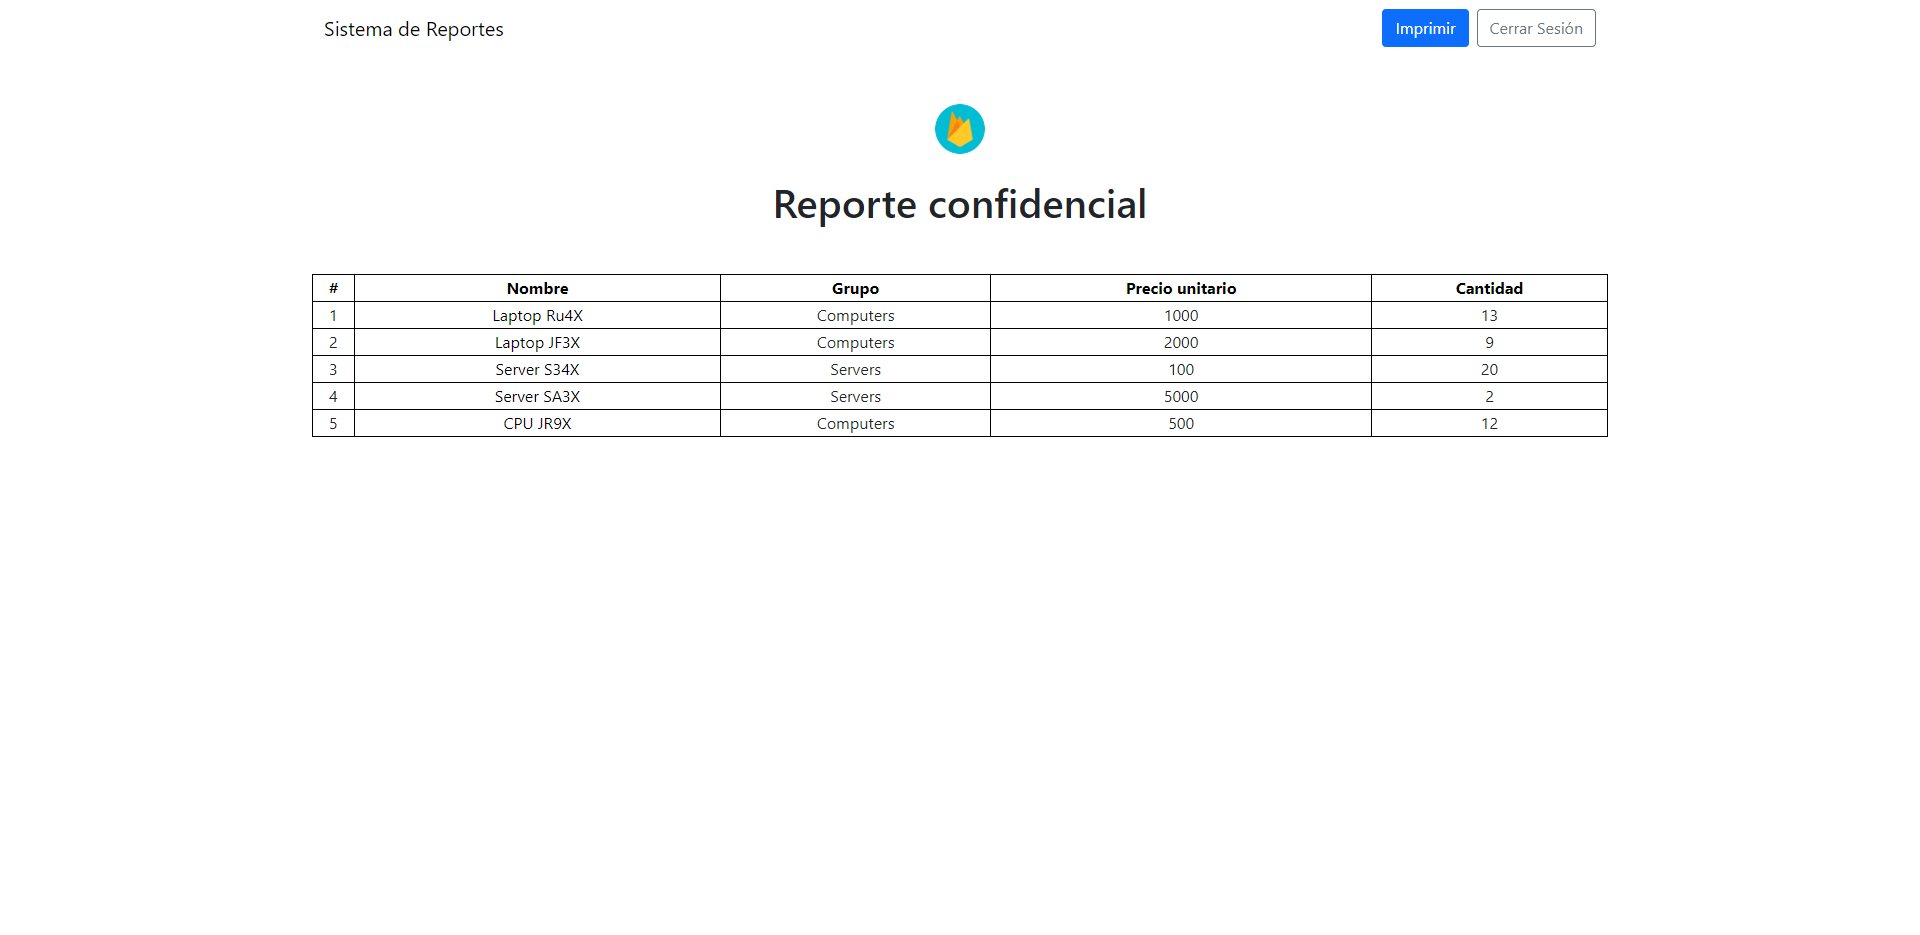 Sistema de Reportes Imprimir Cerrar Sesión
Reporte confidencial
# Nombre Grupo Precio unitario Cantidad
1 Laptop Ru4X Computers 1000 13
2 Laptop JF3X Computers 2000 9
3 Server S34X Servers 100 20
4 Server SA3X Servers 5000 2
5 CPU JR9X Computers 500 12